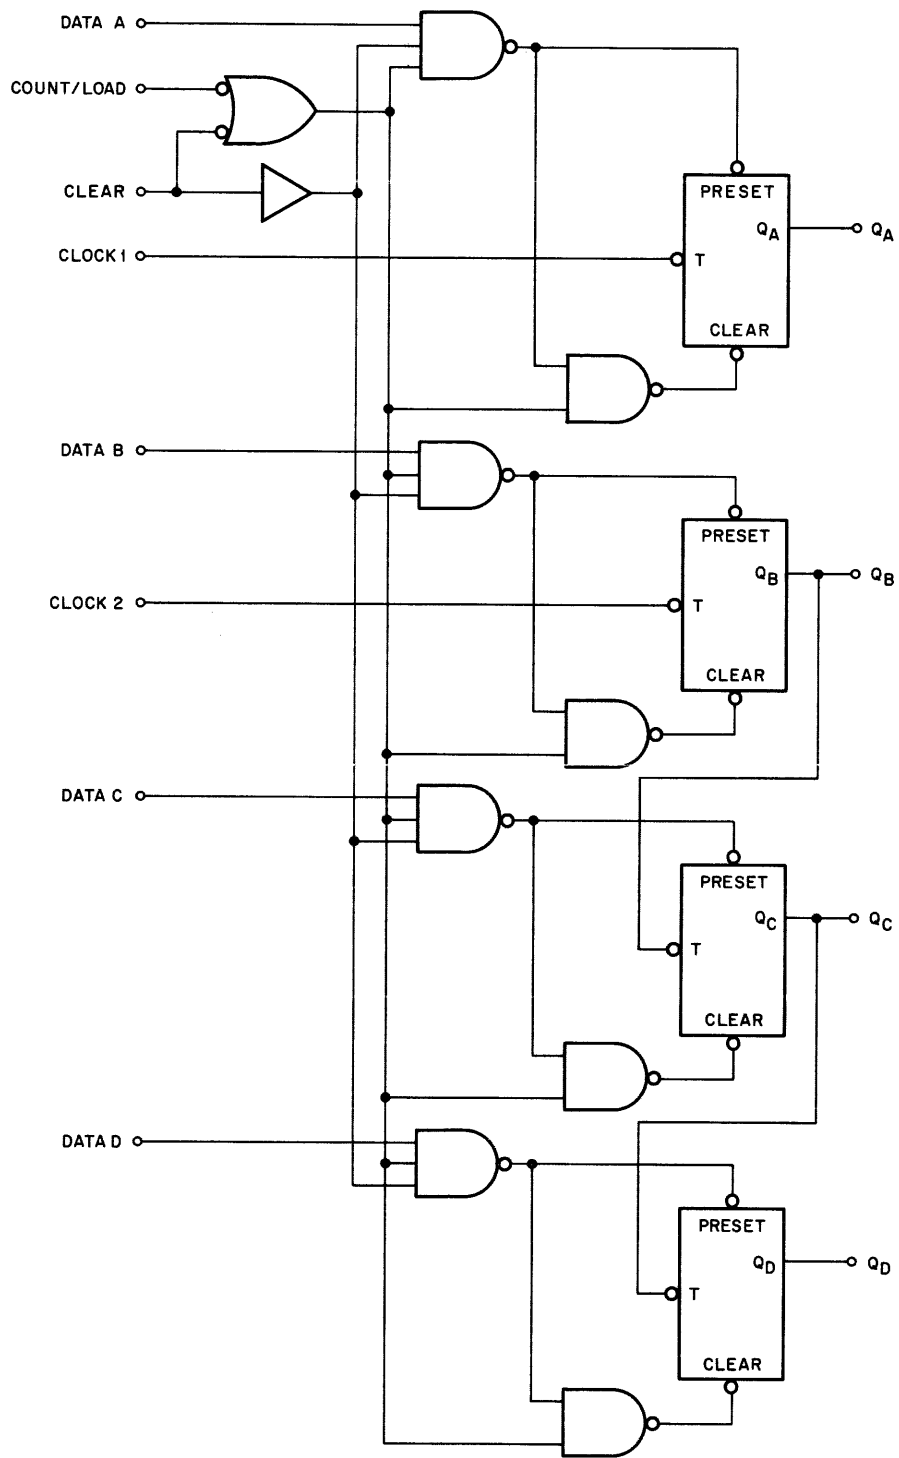 DATA A
COUNT/LOAD
CLEAR
CLOCK 1
PRESET
QA
QA
T
CLEAR
DATA B
PRESET
QB
QB
CLOCK 2
T
CLEAR
DATA C
PRESET
QC
QC
T
CLEAR
DATA D
PRESET
QD
QD
T
CLEAR